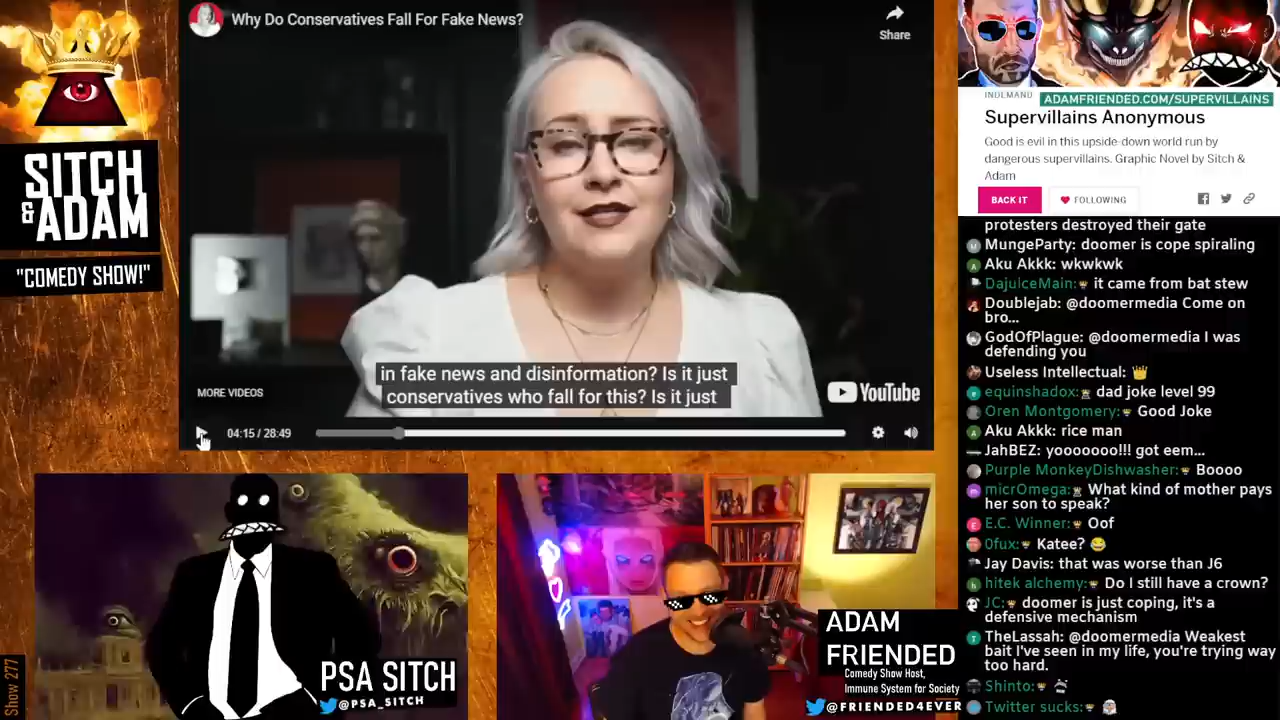 Why Do Conservatives Fall For Fake News?
Share
SITCH
& ADAM
"COMEDY SHOW!"
in fake news and disinformation? Is it just
conservatives who fall for this? Is it just
MORE VIDEOS
YouTube
04:15 / 28:49
INDEMAND
ADAMFRIENDED.COM/SUPERVILLAINS
Supervillains Anonymous
Good is evil in this upside-down world run by
dangerous supervillains. Graphic Novel by Sitch &
Adam
BACK IT
FOLLOWING
protesters destroyed their gate
MungeParty: doomer is cope spiraling
Aku Akkk: wkwkwk
DajuiceMain: it came from bat stew
Doublejab: @doomermedia Come on
bro...
GodOfPlague: @doomermedia I was
defending you
Useless Intellectual: 👑
equinshadox: dad joke level 99
Oren Montgomery: Good Joke
Aku Akkk: rice man
JahBEZ: yooooooo!!! got eem...
Purple MonkeyDishwasher: Boooo
micrOmega: What kind of mother pays
her son to speak?
E.C. Winner: Oof
0fux: Katee? 😂
Jay Davis: that was worse than J6
hitek alchemy: Do I still have a crown?
JC: doomer is just coping, it's a
defensive mechanism
TheLassah: @doomermedia Weakest
bait I've seen in my life, you're trying way
too hard.
Shinto:
Twitter sucks:
Show 277
PSA SITCH
@PSA_SITCH
ADAM
FRIENDED
Comedy Show Host,
Immune System for Society
@FRIENDED4EVER